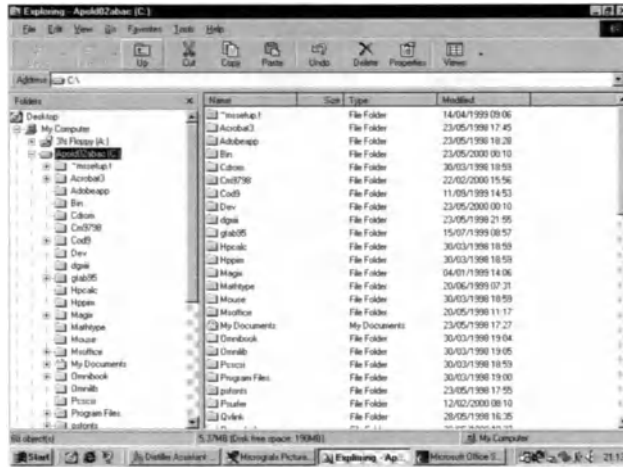 Exploring - Apold02abac (C:)
File Edit View Go Favorites Tools Help
Up Cut Copy Paste Undo Delete Properties Views
Address C:\
Folders
Desktop
My Computer
3½ Floppy (A:)
Apold02abac (C:)
~mssetup.t
Acrobat3
Adobeapp
Bin
Cdrom
Cm9798
Cod9
Dev
dgxiii
gtab95
Hpcalc
Hppex
Magix
Mathtype
Mouse
Msoffice
My Documents
Omnibook
Omnilib
Pcsco
Program Files
psfonts
Name Size Type Modified
~mssetup.t File Folder 14/04/1999 09:06
Acrobat3 File Folder 23/05/1998 17:45
Adobeapp File Folder 23/05/1998 18:28
Bin File Folder 23/05/2000 00:10
Cdrom File Folder 30/03/1998 18:59
Cm9798 File Folder 22/02/2000 15:56
Cod9 File Folder 11/09/1999 14:53
Dev File Folder 23/05/2000 00:10
File Folder 23/05/1998 21:55
gtab95 File Folder 15/07/1999 08:57
Hpcalc File Folder 30/03/1998 18:59
Hppex File Folder 30/03/1998 18:59
Magix File Folder 04/01/1999 14:06
Mathtype File Folder 20/06/1999 07:31
Mouse File Folder 30/03/1998 18:59
Msoffice File Folder 20/05/1998 11:17
My Documents My Documents 23/05/1998 17:27
Omnibook File Folder 30/03/1998 19:04
Omnilib File Folder 30/03/1998 19:05
Pcsco File Folder 30/03/1998 18:59
Program Files File Folder 30/03/1998 19:00
psfonts File Folder 23/05/1998 17:55
File Folder 12/02/2000 08:10
Qvlink File Folder 28/05/1998 16:35
object(s) 5.37MB (Disk free space: 190MB) My Computer
Start Distiller Assistant Micrografx Picture... Exploring - Ap... Microsoft Office S...